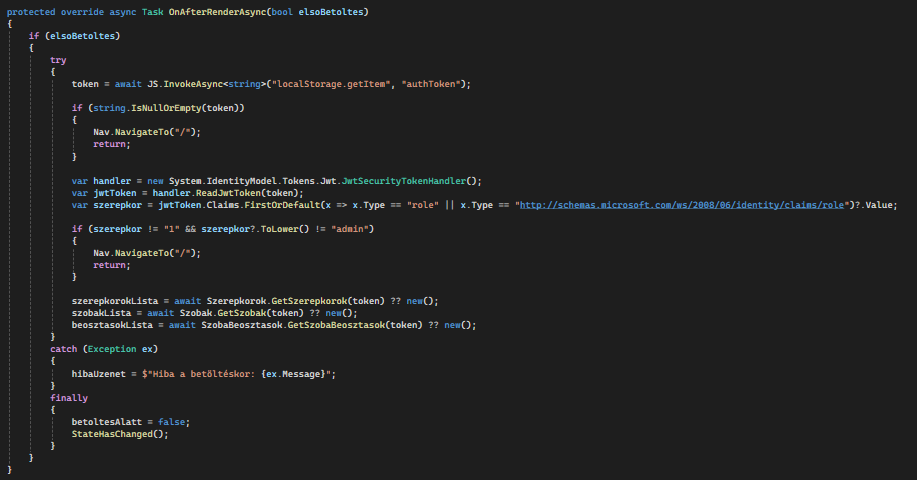 protected override async Task OnAfterRenderAsync(bool elsoBetoltes)
{
if (elsoBetoltes)
{
try
{
token = await JS.InvokeAsync<string>("localStorage.getItem", "authToken");
if (string.IsNullOrEmpty(token))
{
Nav.NavigateTo("/");
return;
}
var handler = new System.IdentityModel.Tokens.Jwt.JwtSecurityTokenHandler();
var jwtToken = handler.ReadJwtToken(token);
var szerepkor = jwtToken.Claims.FirstOrDefault(x => x.Type == "role" || x.Type == "http://schemas.microsoft.com/ws/2008/06/identity/claims/role")?.Value;
if (szerepkor != "1" && szerepkor?.ToLower() != "admin")
{
Nav.NavigateTo("/");
return;
}
szerepkorokLista = await Szerepkorok.GetSzerepkorok(token) ?? new();
szobakLista = await Szobak.GetSzobak(token) ?? new();
beosztasokLista = await SzobaBeosztasok.GetSzobaBeosztasok(token) ?? new();
}
catch (Exception ex)
{
hibaUzenet = $"Hiba a betöltéskor: {ex.Message}";
}
finally
{
betoltesAlatt = false;
StateHasChanged();
}
}
}